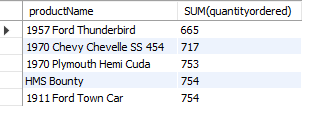 productName SUM(quantityordered)
1957 Ford Thunderbird 665
1970 Chevy Chevelle SS 454 717
1970 Plymouth Hemi Cuda 753
HMS Bounty 754
1911 Ford Town Car 754